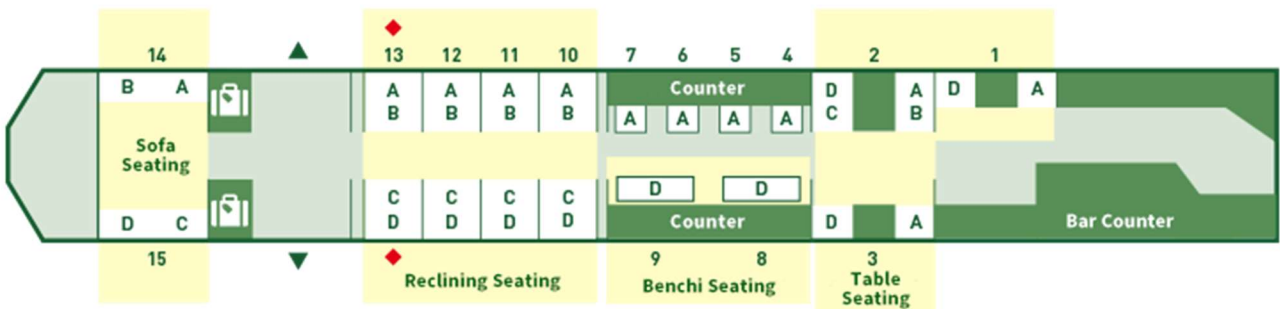 14 13 12 11 10 7 6 5 4 2 1
B A A A A A Counter D A D A
B B B B C B
A A A A
Sofa
Seating
D D
C C C C
D C D D D D Counter D A Bar Counter
15 9 8 3
Reclining Seating Benchi Seating Table
Seating